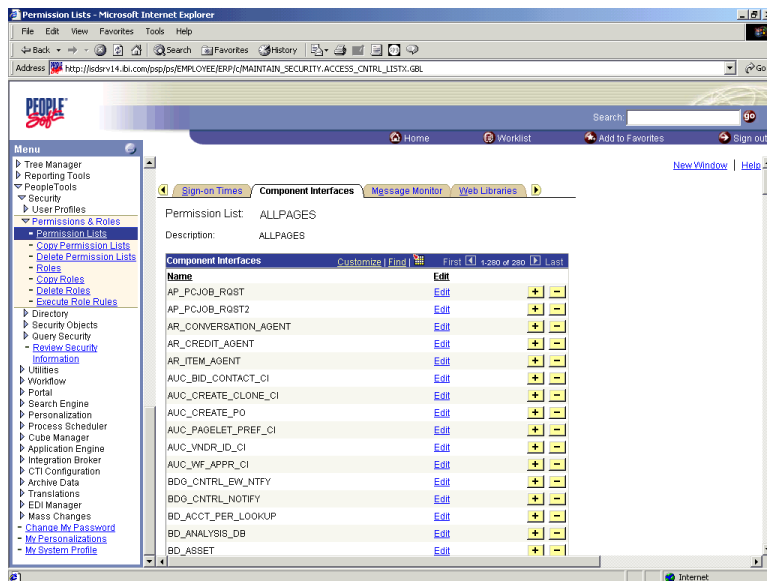 Permission Lists - Microsoft Internet Explorer
File Edit View Favorites Tools Help
Back Search Favorites History
Address http://isdsrv14.ibi.com/psp/ps/EMPLOYEE/ERP/c/MAINTAIN_SECURITY.ACCESS_CNTRL_LISTX.GBL Go
PEOPLE
Soft
Search: go
Home Worklist Add to Favorites Sign out
Menu
Tree Manager
Reporting Tools
PeopleTools
Security
User Profiles
Permissions & Roles
- Permission Lists
- Copy Permission Lists
- Delete Permission Lists
- Roles
- Copy Roles
- Delete Roles
- Execute Role Rules
Directory
Security Objects
Query Security
- Review Security
Information
Utilities
Workflow
Portal
Search Engine
Personalization
Process Scheduler
Cube Manager
Application Engine
Integration Broker
CTI Configuration
Archive Data
Translations
EDI Manager
Mass Changes
- Change My Password
- My Personalizations
- My System Profile
New Window | Help
Sign-on Times Component Interfaces Message Monitor Web Libraries
Permission List: ALLPAGES
Description: ALLPAGES
Component Interfaces Customize | Find | First 1-280 of 280 Last
Name Edit
AP_PCJOB_RQST Edit + -
AP_PCJOB_RQST2 Edit + -
AR_CONVERSATION_AGENT Edit + -
AR_CREDIT_AGENT Edit + -
AR_ITEM_AGENT Edit + -
AUC_BID_CONTACT_CI Edit + -
AUC_CREATE_CLONE_CI Edit + -
AUC_CREATE_PO Edit + -
AUC_PAGELET_PREF_CI Edit + -
AUC_VNDR_ID_CI Edit + -
AUC_WF_APPR_CI Edit + -
BDG_CNTRL_EW_NTFY Edit + -
BDG_CNTRL_NOTIFY Edit + -
BD_ACCT_PER_LOOKUP Edit + -
BD_ANALYSIS_DB Edit + -
BD_ASSET Edit + -
Internet